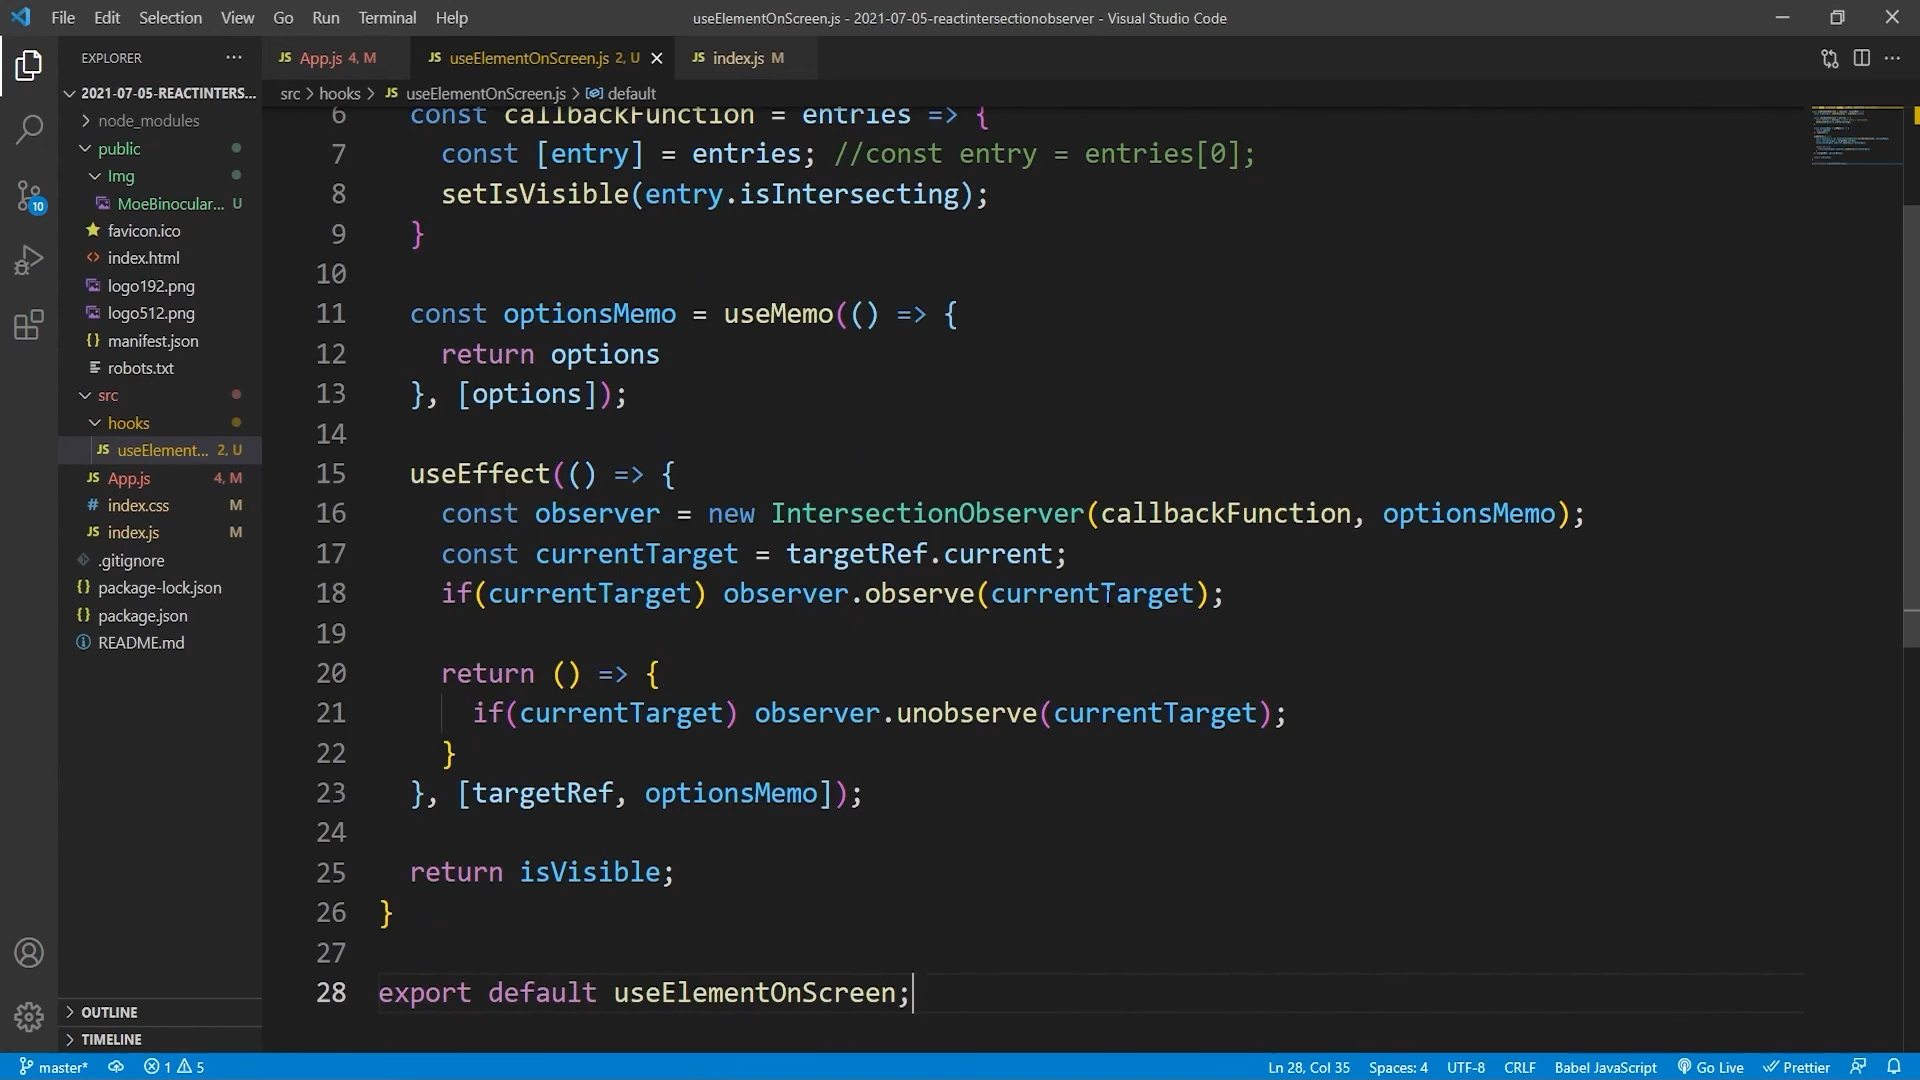 File Edit Selection View Go Run Terminal Help
useElementOnScreen.js - 2021-07-05-reactintersectionobserver - Visual Studio Code
EXPLORER
JS App.js 4, M
JS useElementOnScreen.js 2, U
JS index.js M
src > hooks > JS useElementOnScreen.js > default
2021-07-05-REACTINTERS...
node_modules
public
Img
MoeBinocular... U
favicon.ico
index.html
logo192.png
logo512.png
manifest.json
robots.txt
src
hooks
JS useElement... 2, U
JS App.js 4, M
# index.css M
JS index.js M
.gitignore
{} package-lock.json
{} package.json
README.md
10
OUTLINE
TIMELINE
6 const callbackFunction = entries => {
7 const [entry] = entries; //const entry = entries[0];
8 setIsVisible(entry.isIntersecting);
9 }
10
11 const optionsMemo = useMemo(() => {
12 return options
13 }, [options]);
14
15 useEffect(() => {
16 const observer = new IntersectionObserver(callbackFunction, optionsMemo);
17 const currentTarget = targetRef.current;
18 if(currentTarget) observer.observe(currentTarget);
19
20 return () => {
21 if(currentTarget) observer.unobserve(currentTarget);
22 }
23 }, [targetRef, optionsMemo]);
24
25 return isVisible;
26 }
27
28 export default useElementOnScreen;
master* 1 5 Ln 28, Col 35 Spaces: 4 UTF-8 CRLF Babel JavaScript Go Live Prettier